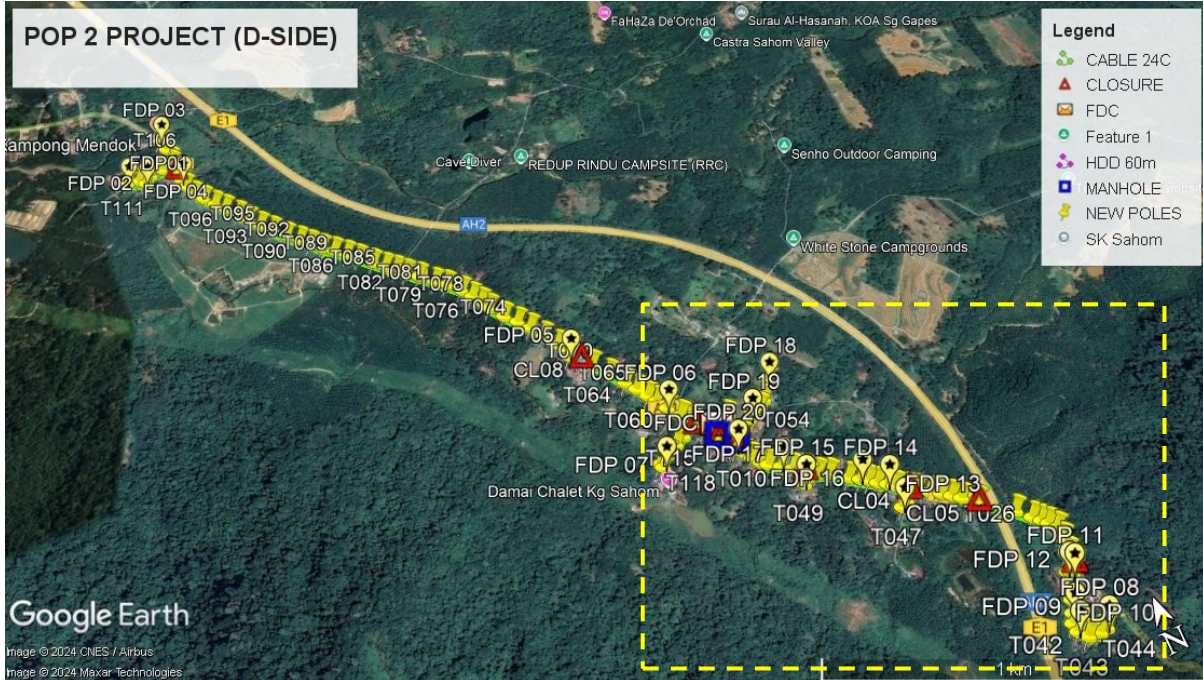 POP 2 PROJECT (D-SIDE)
FaHaZa De'Orchad
Surau Al-Hasanah, KOA Sg Gapes
Castra Sahom Valley
Legend
CABLE 24C
CLOSURE
FDC
Feature 1
HDD 60m
MANHOLE
NEW POLES
SK Sahom
FDP 03
E1
T106
Kampong Mendok
Cave Diver
REDUP RINDU CAMPSITE (RRC)
Senho Outdoor Camping
FDP01
FDP 02
FDP 04
T111
T096
T095
AH2
T093
T092
T090
T089
White Stone Campgrounds
T086
T085
T082
T081
T079
T078
T076
T074
FDP 05
CL08
T065
T064
FDP 06
FDP 18
FDP 19
T060
FDP 20
T054
FDP 07
FDP 17
FDP 15
FDP 14
T118
T010
FDP 16
Damai Chalet Kg Sahom
CL04
FDP 13
T049
CL05
T026
T047
FDP 11
FDP 12
FDP 08
FDP 09
FDP 10
E1
T042
T044
T043
N
1 km
Google Earth
Image © 2024 CNES / Airbus
Image © 2024 Maxar Technologies